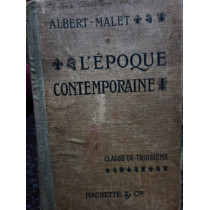 ALBERT-MALET
L'ÉPOQUE
CONTEMPORAINE
CLASSE DE TROISIÈME
HACHETTE & Cie